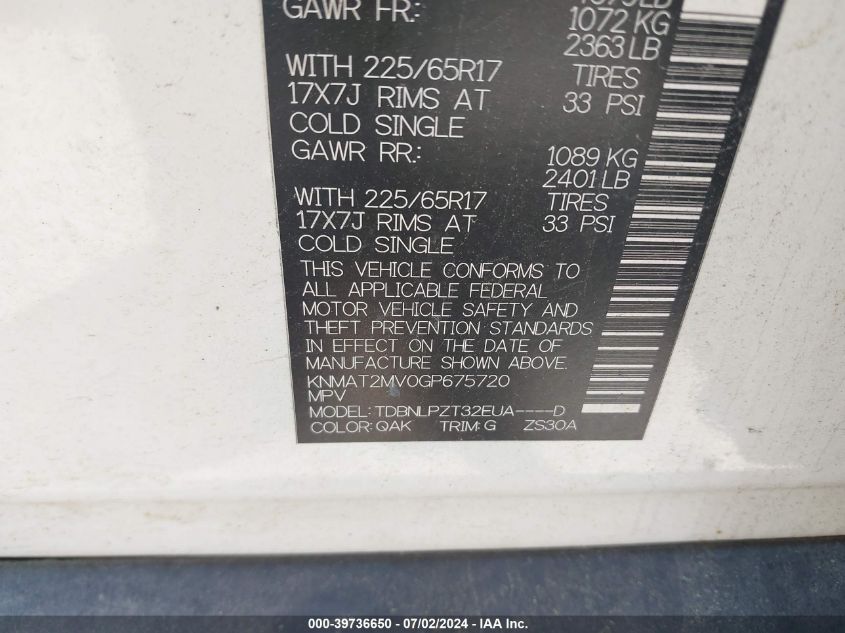 GAWR FR.: 1072 KG
2363 LB
WITH 225/65R17 TIRES
17X7J RIMS AT 33 PSI
COLD SINGLE
GAWR RR.: 1089 KG
2401 LB
WITH 225/65R17 TIRES
17X7J RIMS AT 33 PSI
COLD SINGLE
THIS VEHICLE CONFORMS TO
ALL APPLICABLE FEDERAL
MOTOR VEHICLE SAFETY AND
THEFT PREVENTION STANDARDS
IN EFFECT ON THE DATE OF
MANUFACTURE SHOWN ABOVE.
KNMAT2MV0GP675720
MPV
MODEL: TDBNLPZT32EUA----D
COLOR: QAK TRIM: G ZS30A
000-39736650 - 07/02/2024 - IAA Inc.